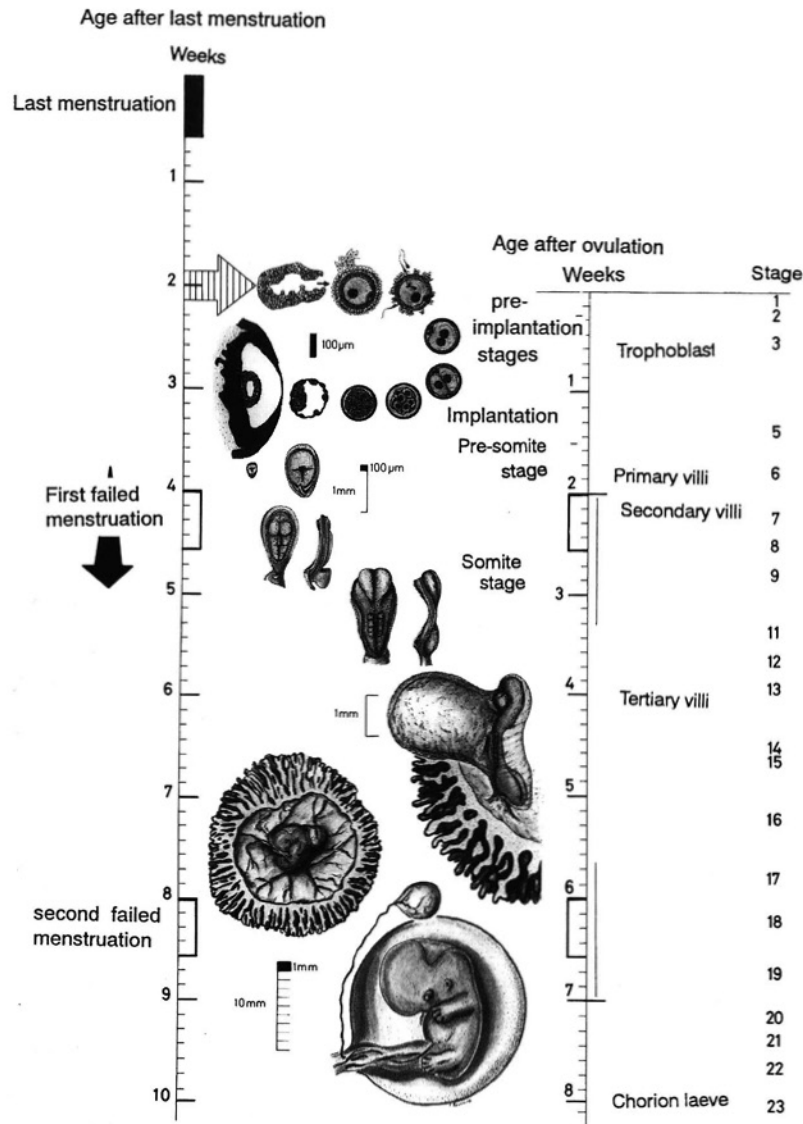 Age after last menstruation
Weeks
Last menstruation
1
Age after ovulation
2
Weeks
Stage
1
pre-
implantation
stages
2
100µm
3
Trophoblast
3
1
Implantation
5
Pre-somite
stage
100µm
1mm
6
Primary villi
4
2
First failed
menstruation
Secondary villi
7
8
Somite
stage
9
5
3
11
12
6
4
13
1mm
Tertiary villi
14
15
5
7
16
17
8
6
second failed
menstruation
18
1mm
10mm
19
9
7
20
21
22
10
8
Chorion laeve
23